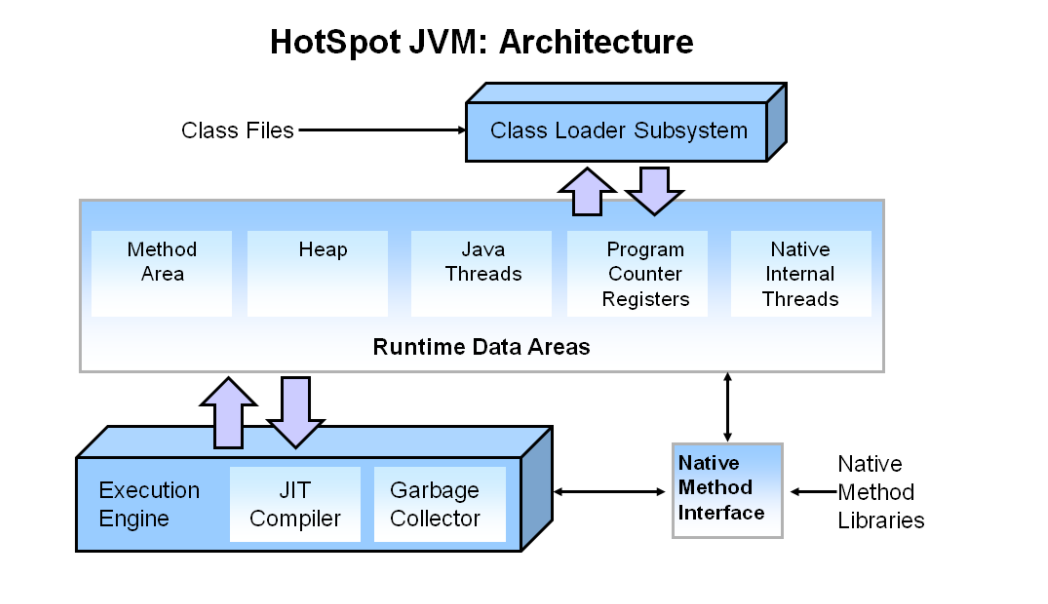 HotSpot JVM: Architecture
Class Files
Class Loader Subsystem
Method
Area
Heap
Java
Threads
Program
Counter
Registers
Native
Internal
Threads
Runtime Data Areas
Execution
Engine
JIT
Compiler
Garbage
Collector
Native
Method
Interface
Native
Method
Libraries